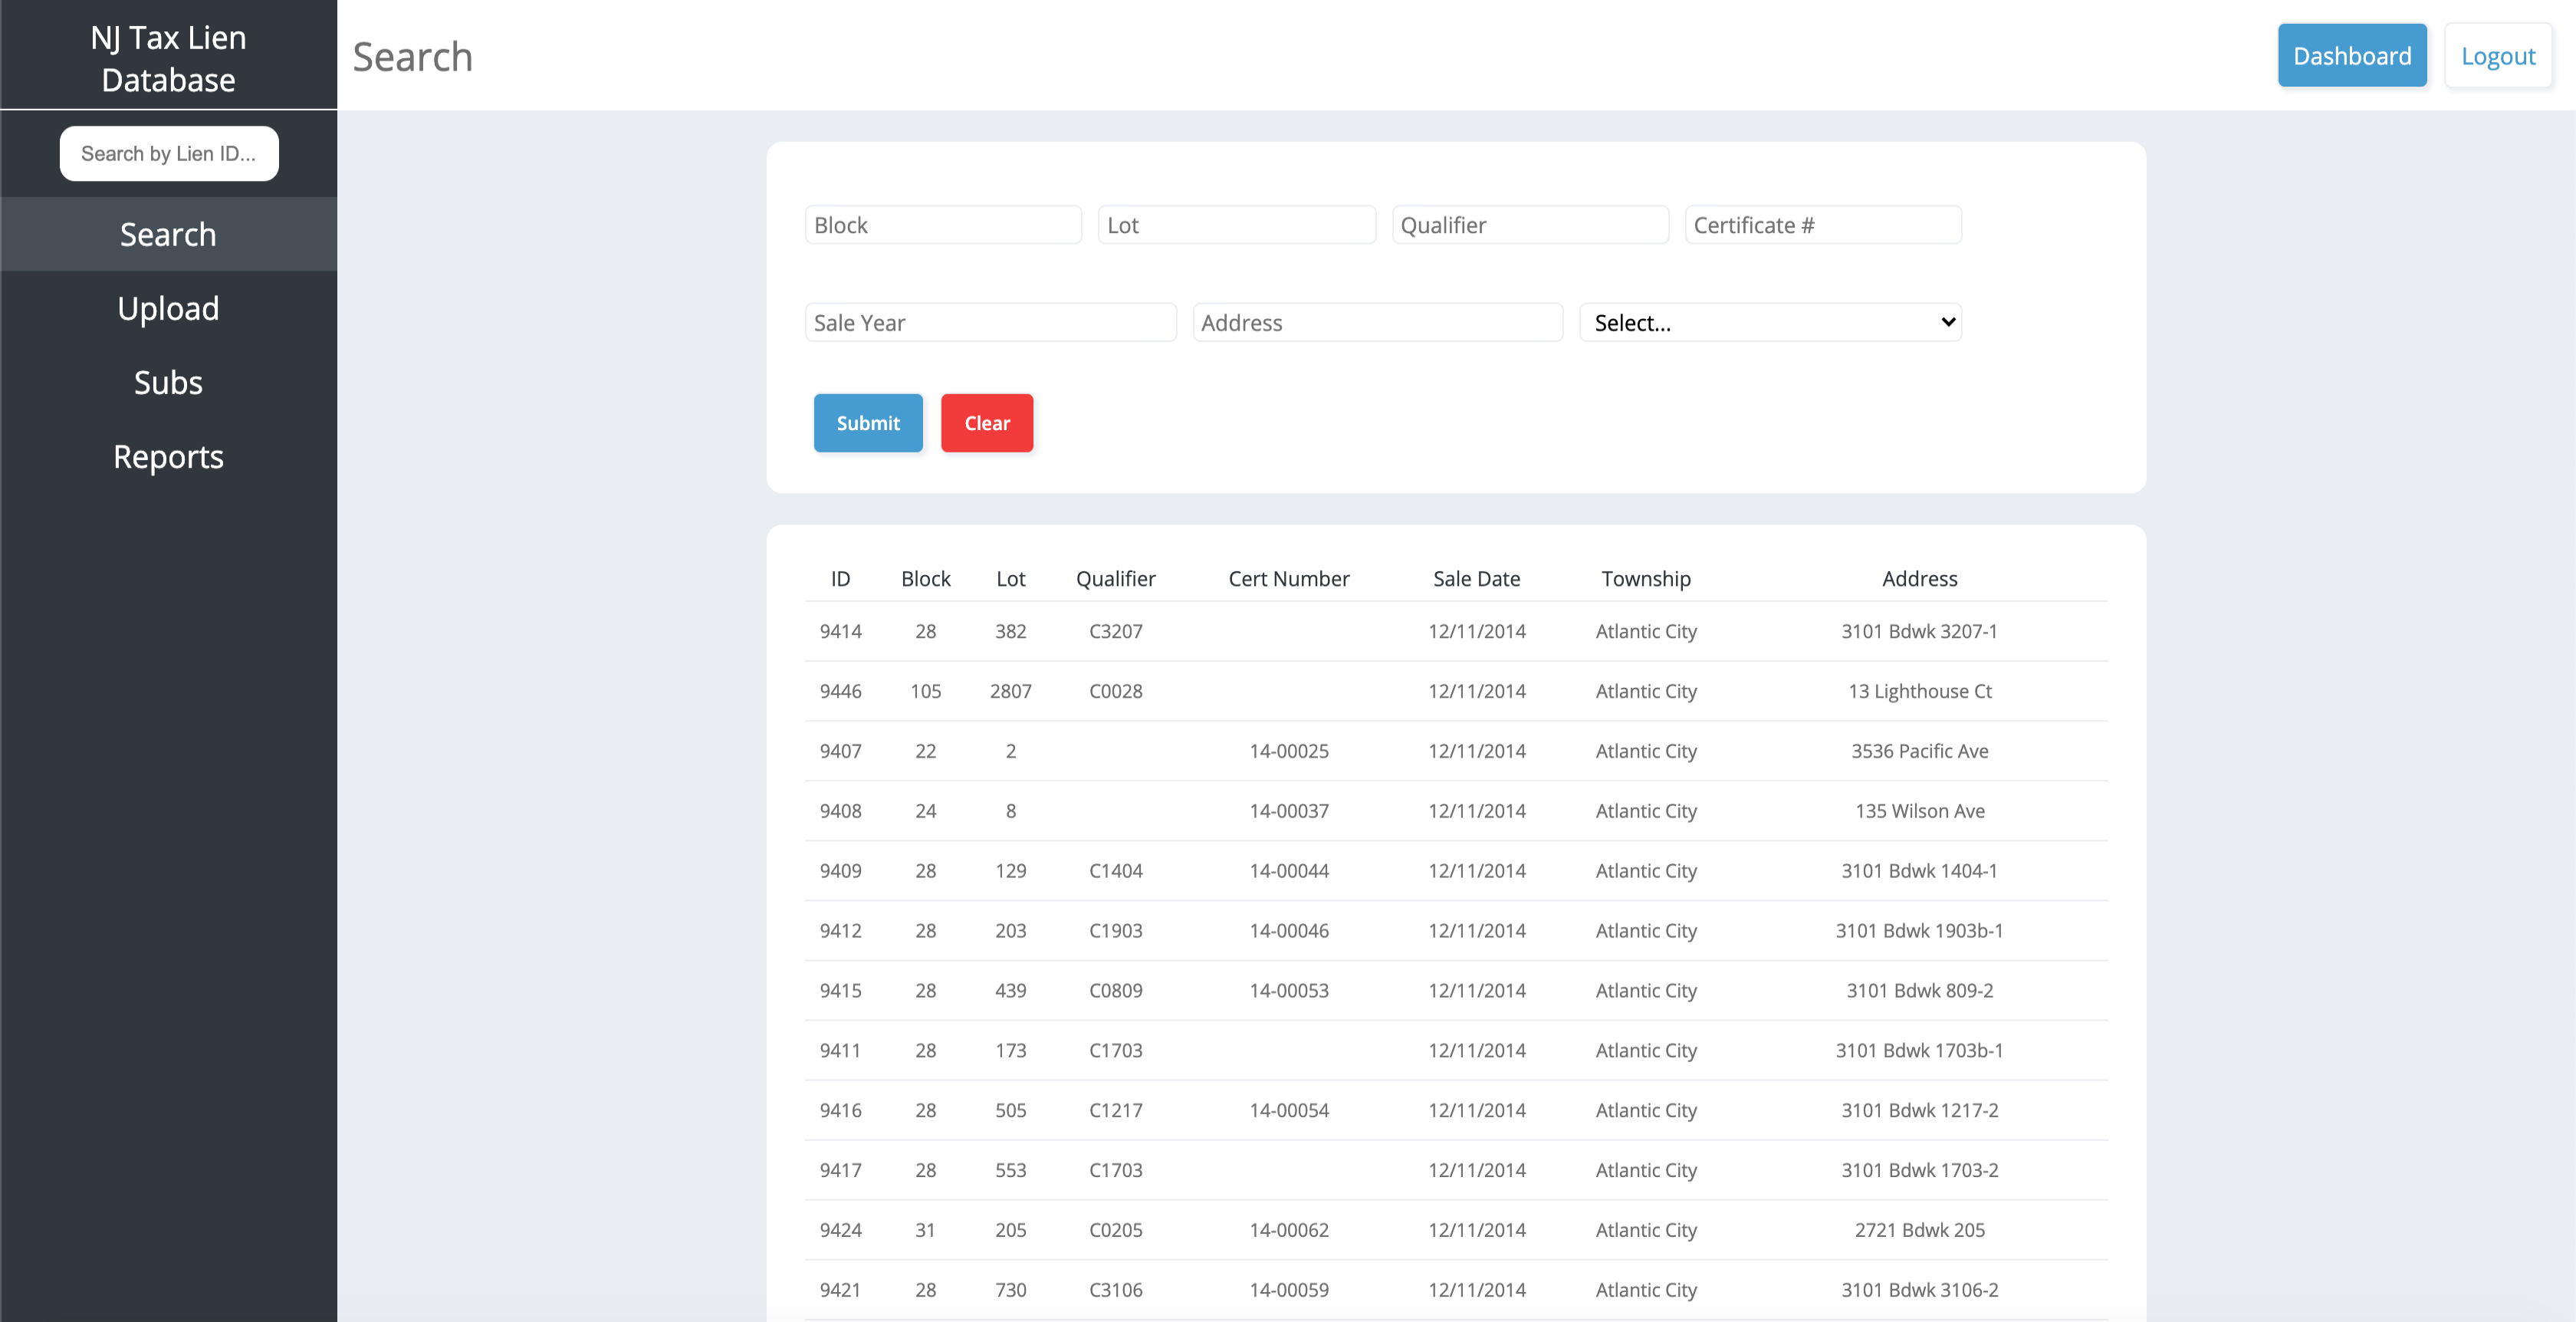 NJ Tax Lien
Database
Search
Dashboard
Logout
Search by Lien ID...
Search
Upload
Subs
Reports
Block
Lot
Qualifier
Certificate #
Sale Year
Address
Select...
Submit
Clear
ID Block Lot Qualifier Cert Number Sale Date Township Address
9414 28 382 C3207 12/11/2014 Atlantic City 3101 Bdwk 3207-1
9446 105 2807 C0028 12/11/2014 Atlantic City 13 Lighthouse Ct
9407 22 2 14-00025 12/11/2014 Atlantic City 3536 Pacific Ave
9408 24 8 14-00037 12/11/2014 Atlantic City 135 Wilson Ave
9409 28 129 C1404 14-00044 12/11/2014 Atlantic City 3101 Bdwk 1404-1
9412 28 203 C1903 14-00046 12/11/2014 Atlantic City 3101 Bdwk 1903b-1
9415 28 439 C0809 14-00053 12/11/2014 Atlantic City 3101 Bdwk 809-2
9411 28 173 C1703 12/11/2014 Atlantic City 3101 Bdwk 1703b-1
9416 28 505 C1217 14-00054 12/11/2014 Atlantic City 3101 Bdwk 1217-2
9417 28 553 C1703 12/11/2014 Atlantic City 3101 Bdwk 1703-2
9424 31 205 C0205 14-00062 12/11/2014 Atlantic City 2721 Bdwk 205
9421 28 730 C3106 14-00059 12/11/2014 Atlantic City 3101 Bdwk 3106-2